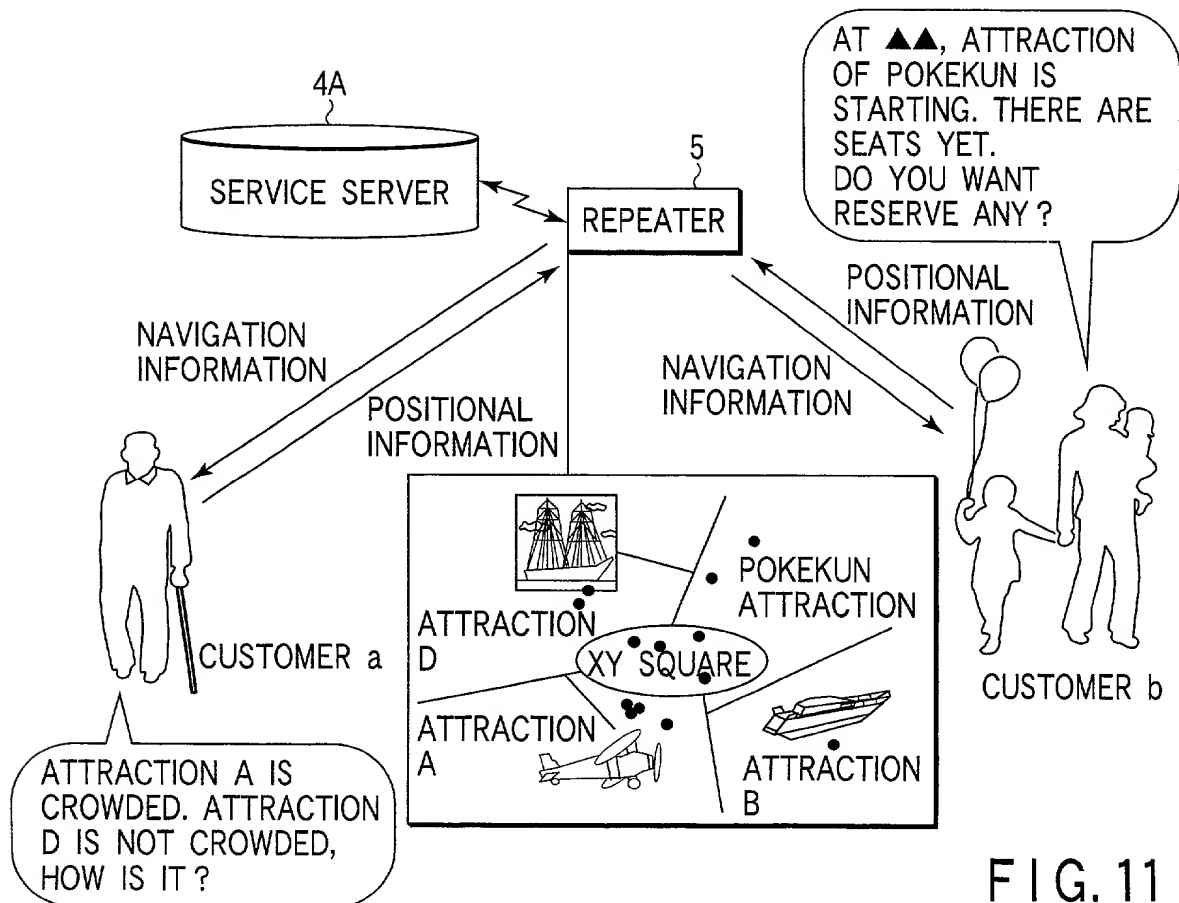 4A
SERVICE SERVER
5
REPEATER
AT ▲▲, ATTRACTION
OF POKEKUN IS
STARTING. THERE ARE
SEATS YET.
DO YOU WANT
RESERVE ANY?
NAVIGATION
INFORMATION
POSITIONAL
INFORMATION
NAVIGATION
INFORMATION
POSITIONAL
INFORMATION
CUSTOMER a
CUSTOMER b
ATTRACTION
D
POKEKUN
ATTRACTION
XY SQUARE
ATTRACTION
A
ATTRACTION
B
ATTRACTION A IS
CROWDED. ATTRACTION
D IS NOT CROWDED,
HOW IS IT?
FIG. 11